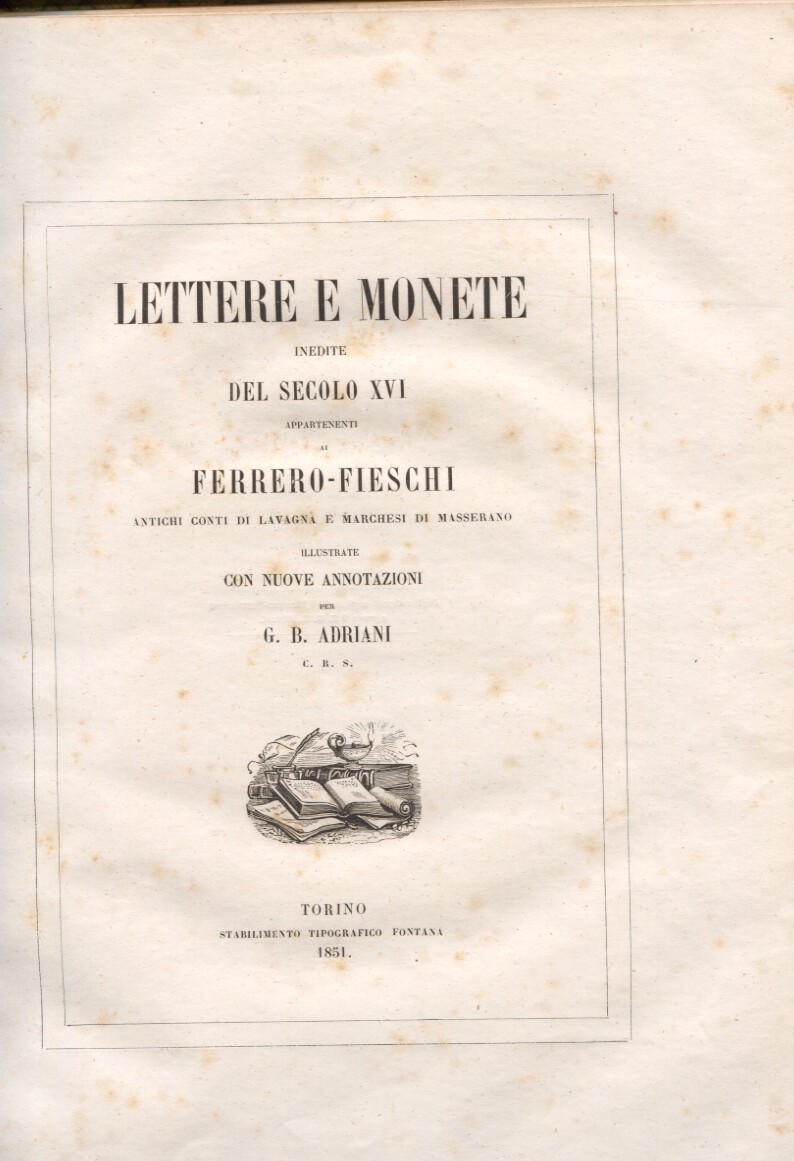 LETTERE E MONETE
INEDITE
DEL SECOLO XVI
APPARTENENTI
AI
FERRERO-FIESCHI
ANTICHI CONTI DI LAVAGNA E MARCHESI DI MASSERANO
ILLUSTRATE
CON NUOVE ANNOTAZIONI
PER
G. B. ADRIANI
C. R. S.
TORINO
STABILIMENTO TIPOGRAFICO FONTANA
1851.